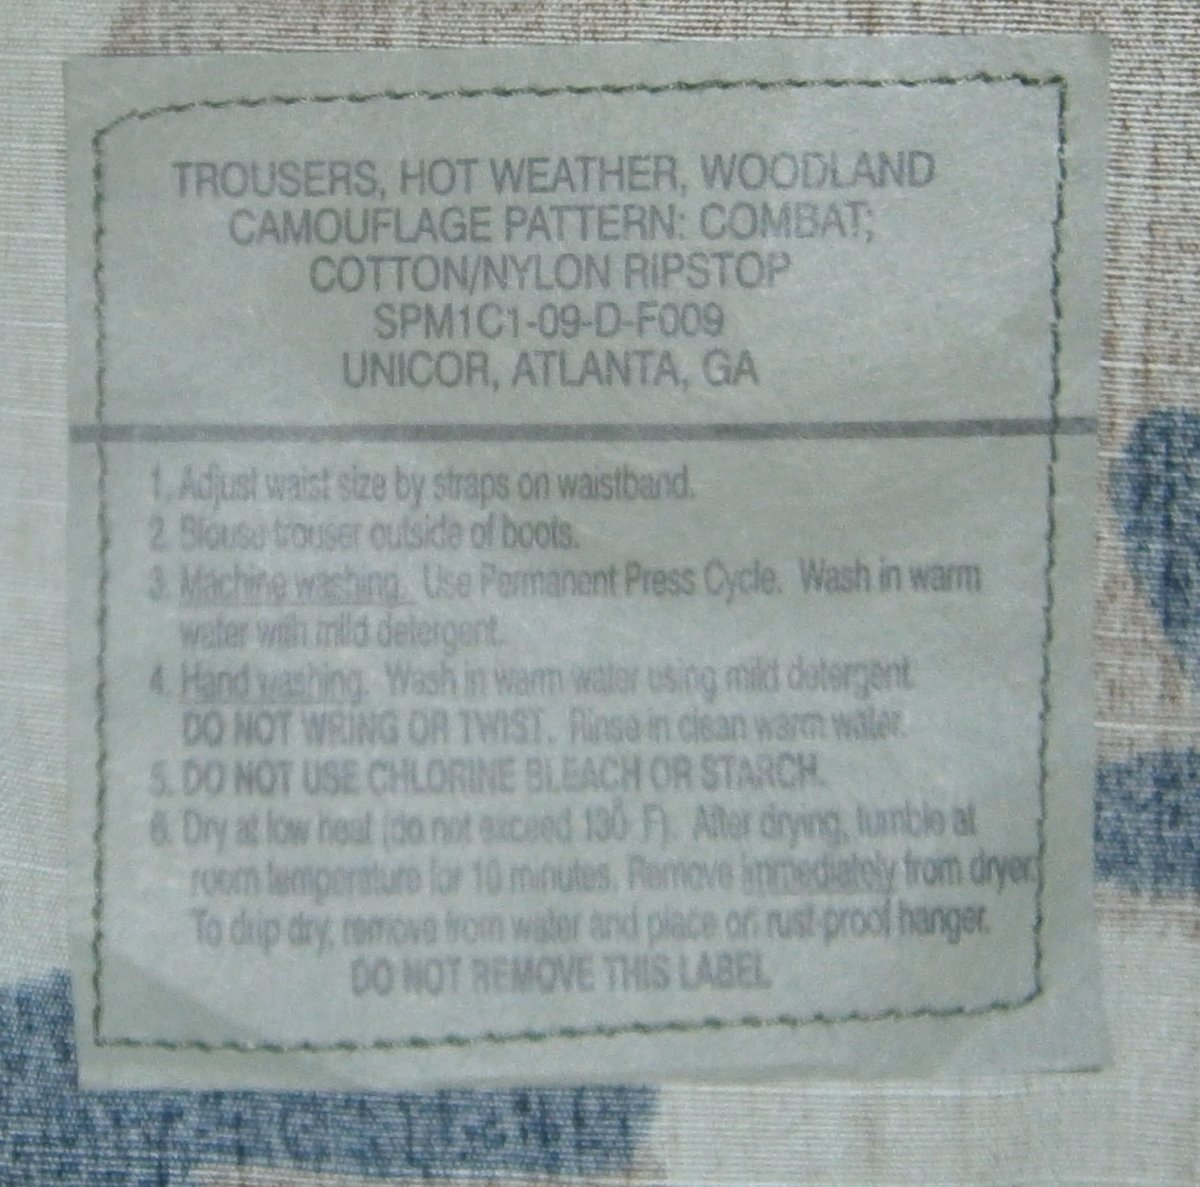 TROUSERS, HOT WEATHER, WOODLAND
CAMOUFLAGE PATTERN: COMBAT;
COTTON/NYLON RIPSTOP
SPM1C1-09-D-F009
UNICOR, ATLANTA, GA
1. Adjust waist size by straps on waistband.
2. Blouse trouser outside of boots.
3. Machine washing. Use Permanent Press Cycle. Wash in warm
water with mild detergent.
4. Hand washing. Wash in warm water using mild detergent.
DO NOT WRING OR TWIST. Rinse in clean warm water.
5. DO NOT USE CHLORINE BLEACH OR STARCH.
6. Dry at low heat (do not exceed 130° F). After drying, tumble at
room temperature for 10 minutes. Remove immediately from dryer.
To drip dry, remove from water and place on rust-proof hanger.
DO NOT REMOVE THIS LABEL